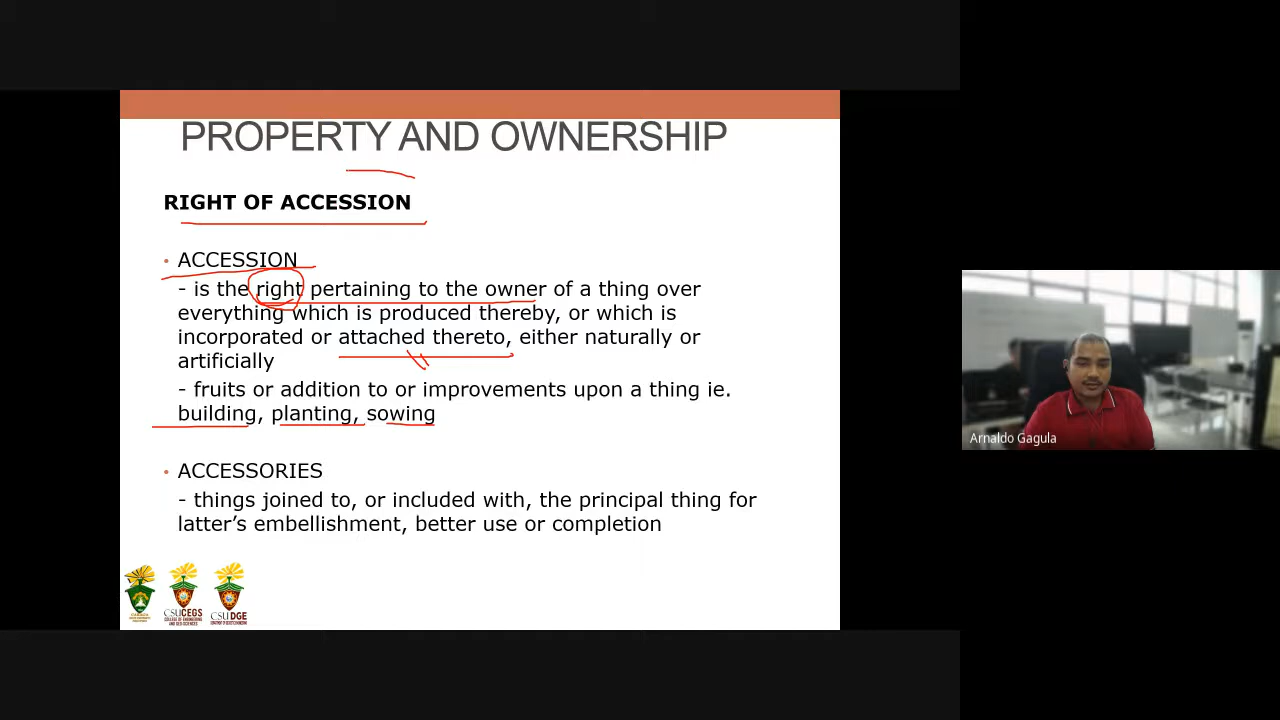 PROPERTY AND OWNERSHIP
RIGHT OF ACCESSION
• ACCESSION
- is the right pertaining to the owner of a thing over
everything which is produced thereby, or which is
incorporated or attached thereto, either naturally or
artificially
- fruits or addition to or improvements upon a thing ie.
building, planting, sowing
Arnaldo Gagula
• ACCESSORIES
- things joined to, or included with, the principal thing for
latter's embellishment, better use or completion
CSUCEGS
CSU DGE